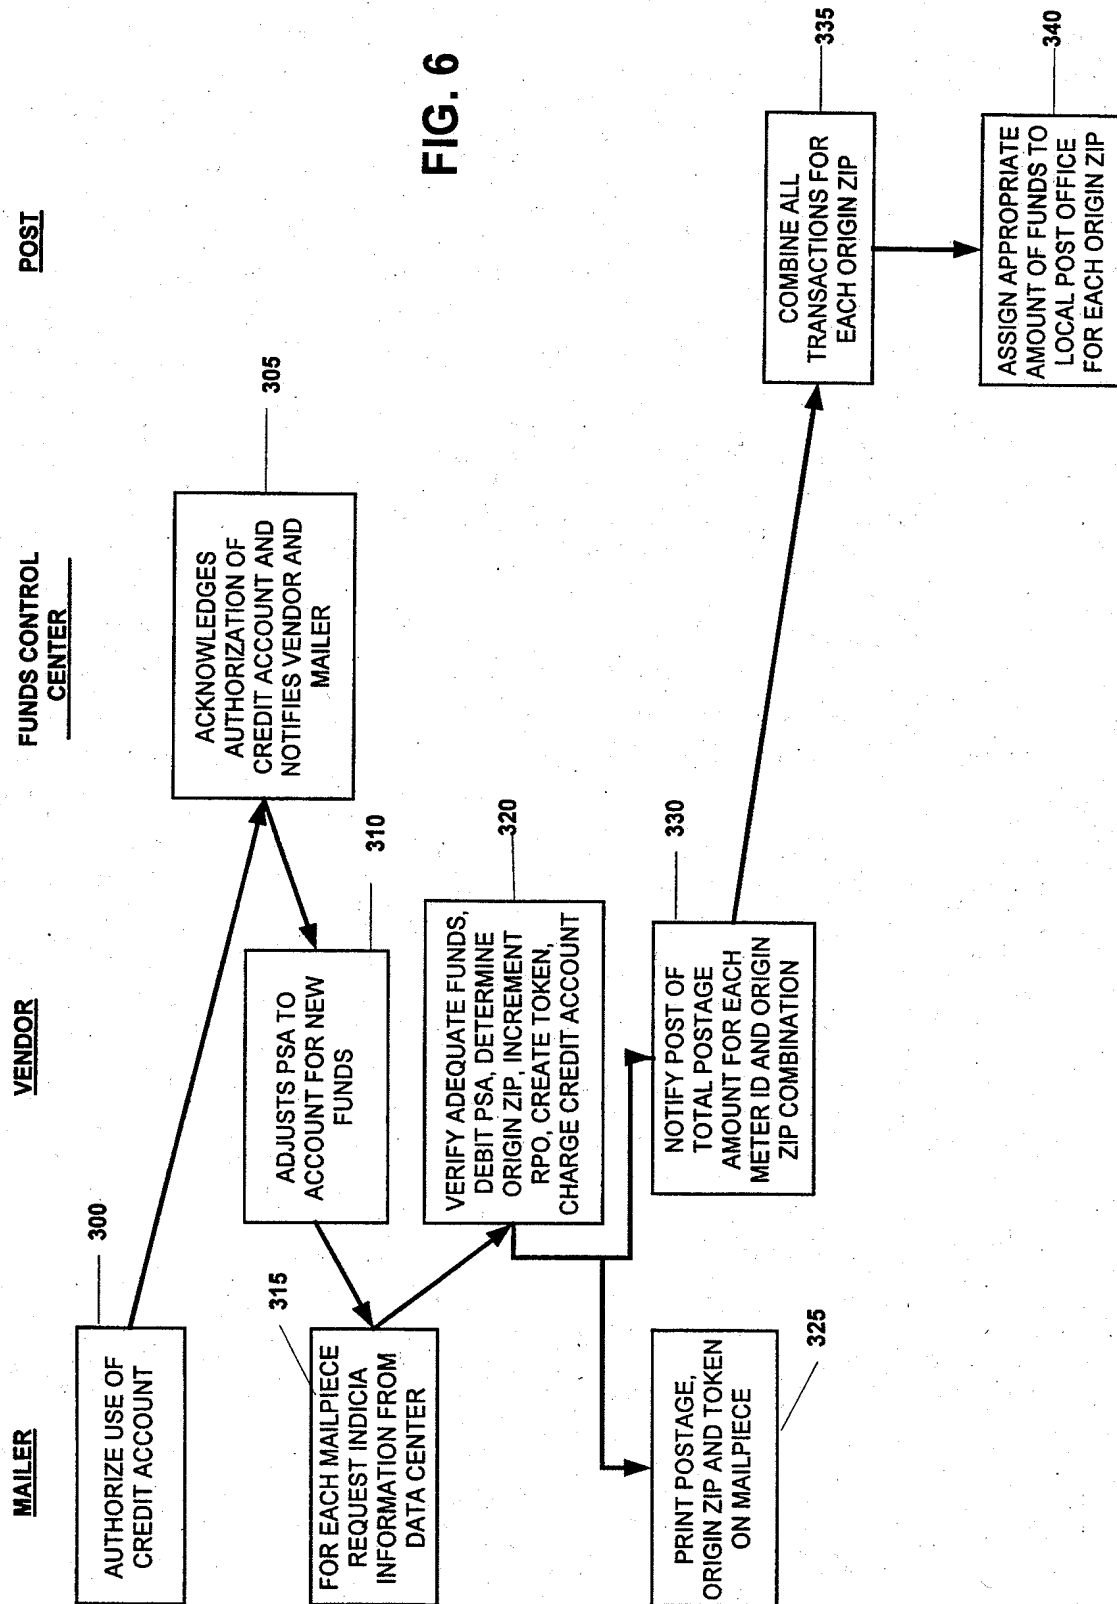 FIG. 6
MAILER
VENDOR
FUNDS CONTROL
CENTER
POST
300
AUTHORIZE USE OF
CREDIT ACCOUNT
305
ACKNOWLEDGES
AUTHORIZATION OF
CREDIT ACCOUNT AND
NOTIFIES VENDOR AND
MAILER
310
ADJUSTS PSA TO
ACCOUNT FOR NEW
FUNDS
315
FOR EACH MAILPIECE
REQUEST INDICIA
INFORMATION FROM
DATA CENTER
320
VERIFY ADEQUATE FUNDS,
DEBIT PSA, DETERMINE
ORIGIN ZIP, INCREMENT
RPO, CREATE TOKEN,
CHARGE CREDIT ACCOUNT
325
PRINT POSTAGE,
ORIGIN ZIP AND TOKEN
ON MAILPIECE
330
NOTIFY POST OF
TOTAL POSTAGE
AMOUNT FOR EACH
METER ID AND ORIGIN
ZIP COMBINATION
335
COMBINE ALL
TRANSACTIONS FOR
EACH ORIGIN ZIP
340
ASSIGN APPROPRIATE
AMOUNT OF FUNDS TO
LOCAL POST OFFICE
FOR EACH ORIGIN ZIP